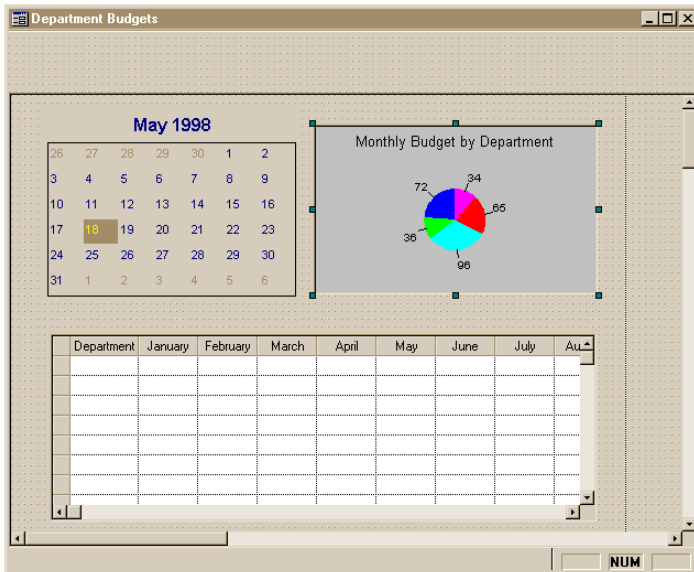 Department Budgets
May 1998
26 27 28 29 30 1 2
3 4 5 6 7 8 9
10 11 12 13 14 15 16
17 18 19 20 21 22 23
24 25 26 27 28 29 30
31 1 2 3 4 5 6
Monthly Budget by Department
34
72
65
36
96
Department January February March April May June July Au
NUM